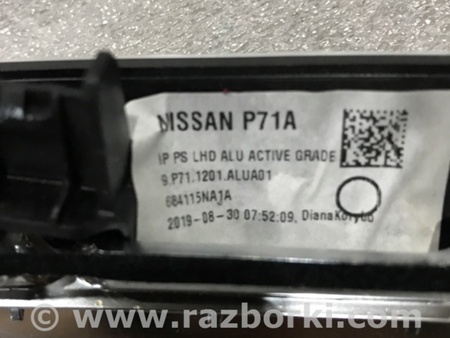 NISSAN P71A
IP PS LHD ALU ACTIVE GRADE
9.P71.1201.ALUA01
684115NAJA
2019-08-30 07:52:09,
www.razborki.com